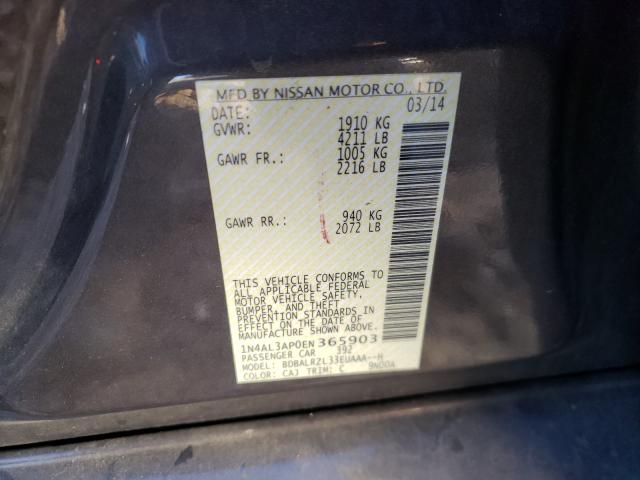 MFD BY NISSAN MOTOR CO., LTD.
DATE: 03/14
GVWR: 1910 KG
4211 LB
GAWR FR.: 1005 KG
2216 LB
GAWR RR.: 940 KG
2072 LB
THIS VEHICLE CONFORMS TO
ALL APPLICABLE FEDERAL
MOTOR VEHICLE SAFETY,
BUMPER, AND THEFT
PREVENTION STANDARDS IN
EFFECT ON THE DATE OF
MANUFACTURE SHOWN ABOVE.
1N4AL3AP0EN365903
PASSENGER CAR 392
MODEL: BDBALRZL33EUAAA--H
COLOR: CAJ TRIM: C 9N00A